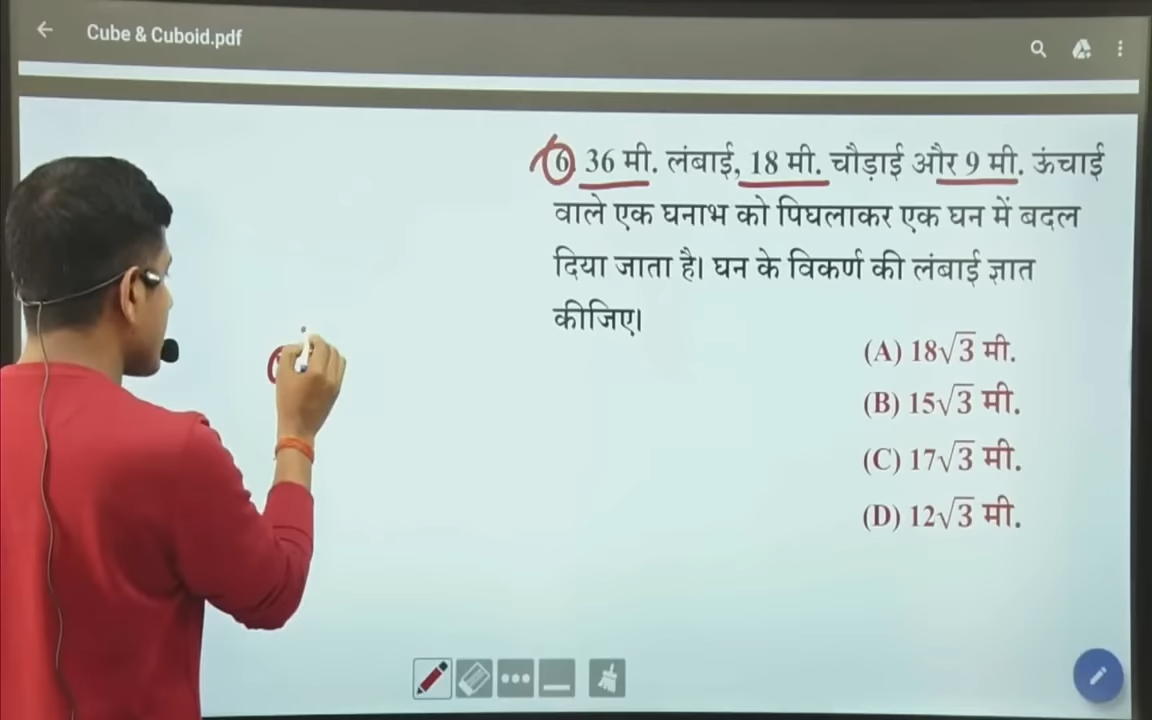 Cube & Cuboid.pdf
6 36 मी. लंबाई, 18 मी. चौड़ाई और 9 मी. ऊंचाई
वाले एक घनाभ को पिघलाकर एक घन में बदल
दिया जाता है। घन के विकर्ण की लंबाई ज्ञात
कीजिए।
(A) 18√3 मी.
(B) 15√3 मी.
(C) 17√3 मी.
(D) 12√3 मी.